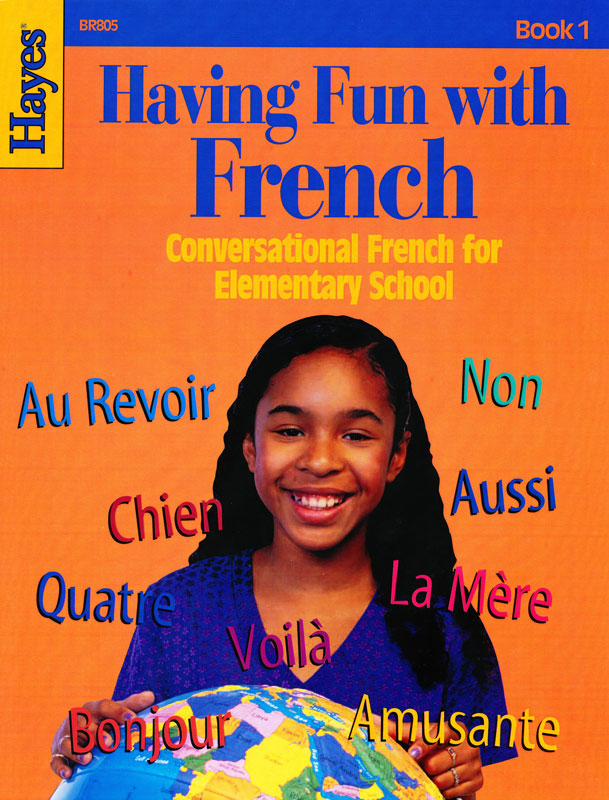 BR805
Book 1
Hayes®
Having Fun with
French
Conversational French for
Elementary School
Au Revoir
Non
Chien
Aussi
Quatre
La Mère
Voilà
Bonjour
Amusante